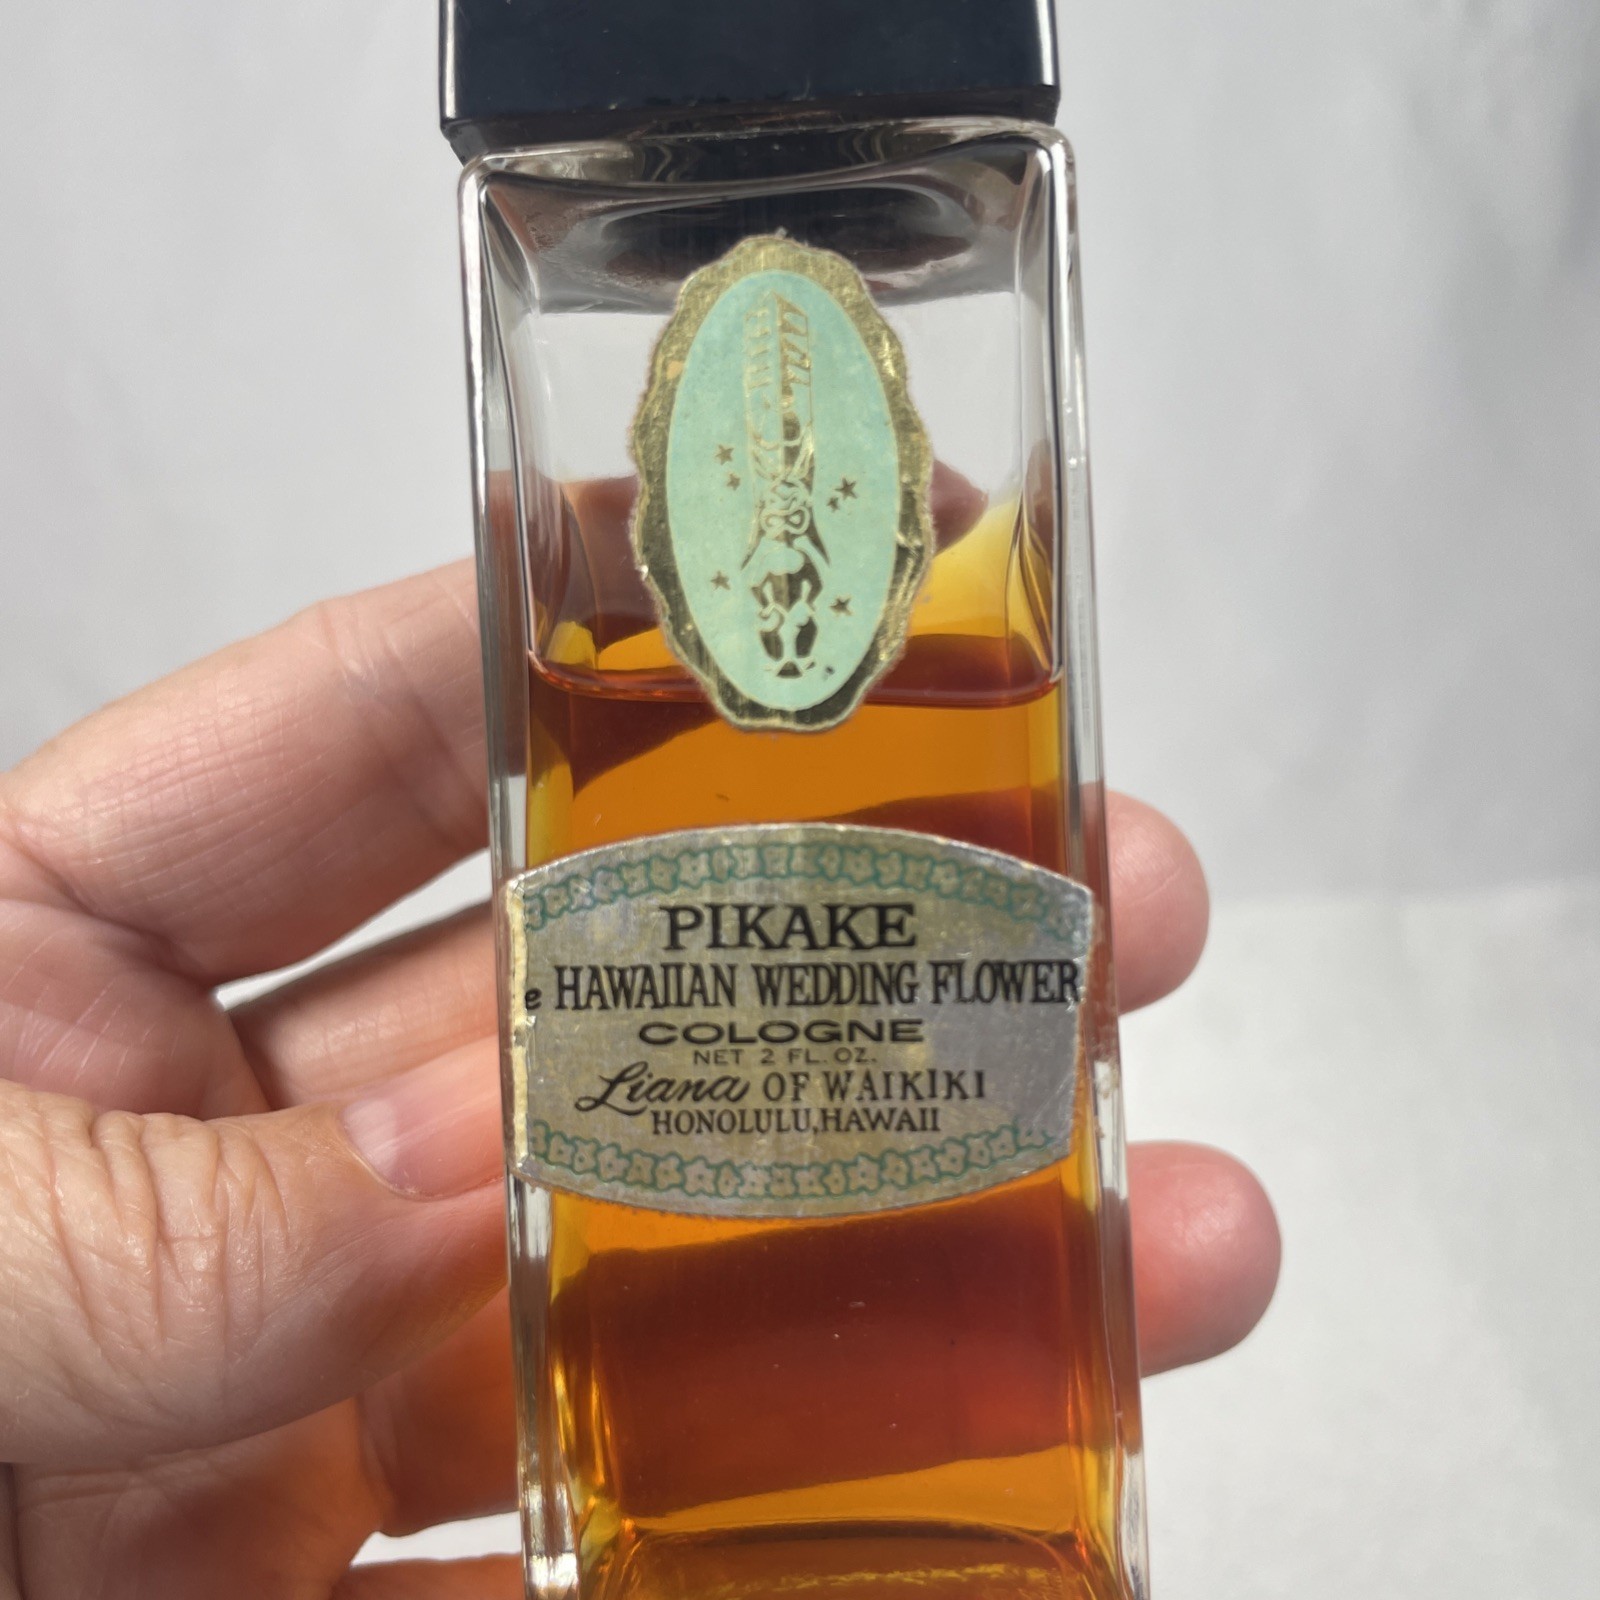 PIKAKE
e HAWAIIAN WEDDING FLOWER
COLOGNE
NET 2 FL. OZ.
Liana OF WAIKIKI
HONOLULU, HAWAII